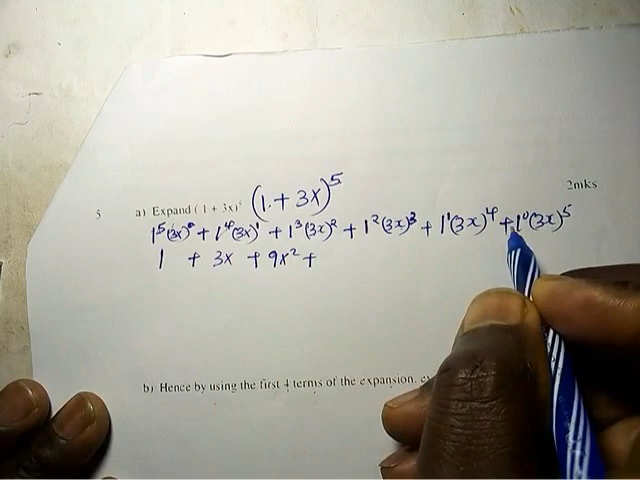 5 a) Expand ( 1 + 3x)⁵ (1 + 3x)⁵ 2mks
1⁵(3x)⁰ + 1⁴(3x)¹ + 1³(3x)² + 1²(3x)³ + 1¹(3x)⁴ + 1⁰(3x)⁵
1 + 3x + 9x² +
b) Hence by using the first 4 terms of the expansion,